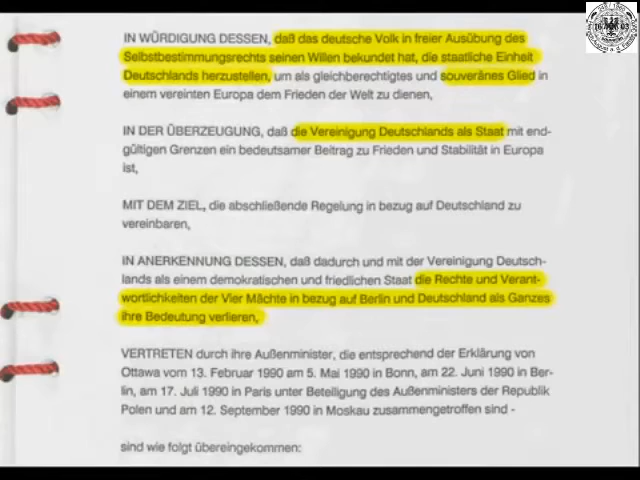 IN WÜRDIGUNG DESSEN, daß das deutsche Volk in freier Ausübung des
Selbstbestimmungsrechts seinen Willen bekundet hat, die staatliche Einheit
Deutschlands herzustellen, um als gleichberechtigtes und souveränes Glied in
einem vereinten Europa dem Frieden der Welt zu dienen,
IN DER ÜBERZEUGUNG, daß die Vereinigung Deutschlands als Staat mit end-
gültigen Grenzen ein bedeutsamer Beitrag zu Frieden und Stabilität in Europa
ist,
MIT DEM ZIEL, die abschließende Regelung in bezug auf Deutschland zu
vereinbaren,
IN ANERKENNUNG DESSEN, daß dadurch und mit der Vereinigung Deutsch-
lands als einem demokratischen und friedlichen Staat die Rechte und Verant-
wortlichkeiten der Vier Mächte in bezug auf Berlin und Deutschland als Ganzes
ihre Bedeutung verlieren,
VERTRETEN durch ihre Außenminister, die entsprechend der Erklärung von
Ottawa vom 13. Februar 1990 am 5. Mai 1990 in Bonn, am 22. Juni 1990 in Ber-
lin, am 17. Juli 1990 in Paris unter Beteiligung des Außenministers der Republik
Polen und am 12. September 1990 in Moskau zusammengetroffen sind -
sind wie folgt übereingekommen: